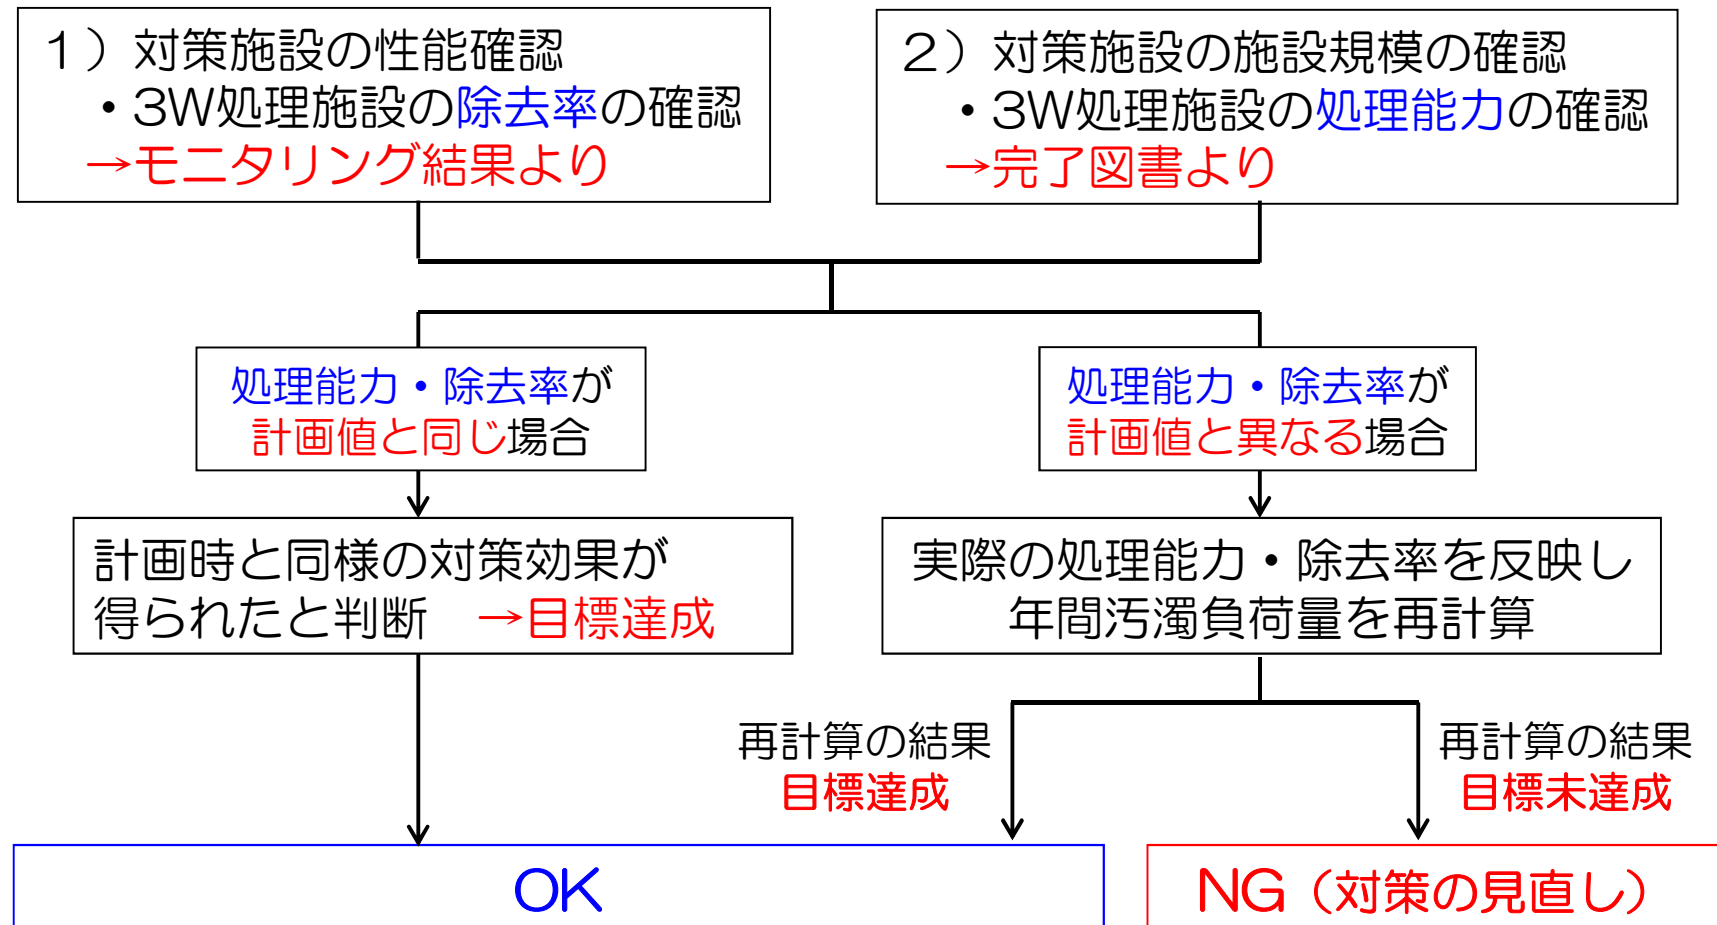 1）対策施設の性能確認
・3W処理施設の除去率の確認
→モニタリング結果より
2）対策施設の施設規模の確認
・3W処理施設の処理能力の確認
→完了図書より
処理能力・除去率が
計画値と同じ場合
処理能力・除去率が
計画値と異なる場合
計画時と同様の対策効果が
得られたと判断　→目標達成
実際の処理能力・除去率を反映し
年間汚濁負荷量を再計算
再計算の結果
目標達成
再計算の結果
目標未達成
OK
NG（対策の見直し）